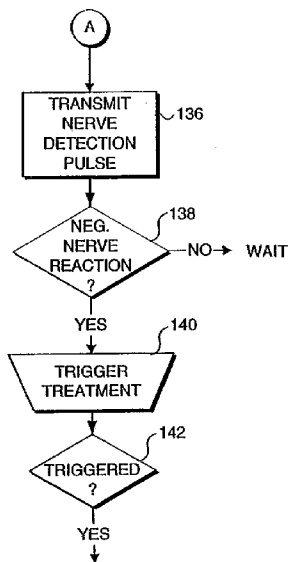 A
TRANSMIT
NERVE
DETECTION
PULSE
136
NEG.
NERVE
REACTION
?
138
NO
WAIT
YES
140
TRIGGER
TREATMENT
142
TRIGGERED
?
YES